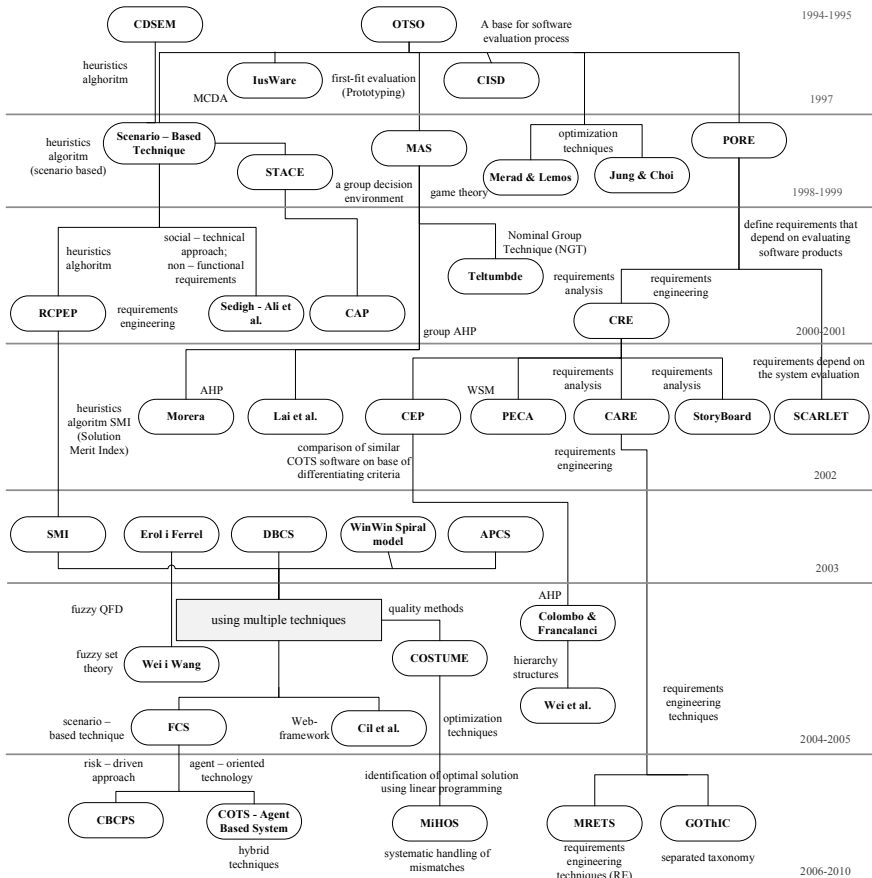 1994-1995
CDSEM
OTSO
A base for software
evaluation process
heuristics
alghoritm
IusWare
first-fit evaluation
(Prototyping)
CISD
MCDA
1997
heuristics
algoritm
(scenario based)
Scenario – Based
Technique
STACE
MAS
optimization
techniques
PORE
Merad & Lemos
Jung & Choi
a group decision
environment
game theory
1998-1999
heuristics
alghoritm
social – technical
approach;
non – functional
requirements
Nominal Group
Technique (NGT)
Teltumbde
define requirements that
depend on evaluating
software products
requirements
analysis
requirements
engineering
RCPEP
requirements
engineering
Sedigh - Ali et
al.
CAP
CRE
group AHP
2000-2001
AHP
WSM
requirements
analysis
requirements
analysis
requirements depend on
the system evaluation
Morera
Lai et al.
CEP
PECA
CARE
StoryBoard
SCARLET
heuristics
algoritm SMI
(Solution
Merit Index)
comparison of similar
COTS software on base of
differentiating criteria
requirements
engineering
2002
SMI
Erol i Ferrel
DBCS
WinWin Spiral
model
APCS
2003
fuzzy QFD
using multiple techniques
quality methods
AHP
Colombo &
Francalanci
fuzzy set
theory
Wei i Wang
COSTUME
hierarchy
structures
Wei et al.
requirements
engineering
techniques
scenario –
based technique
FCS
Web-
framework
Cil et al.
optimization
techniques
2004-2005
risk – driven
approach
agent – oriented
technology
identification of optimal solution
using linear programming
CBCPS
COTS - Agent
Based System
MiHOS
MRETS
GOThIC
hybrid
techniques
systematic handling of
mismatches
requirements
engineering
techniques (RE)
separated taxonomy
2006-2010